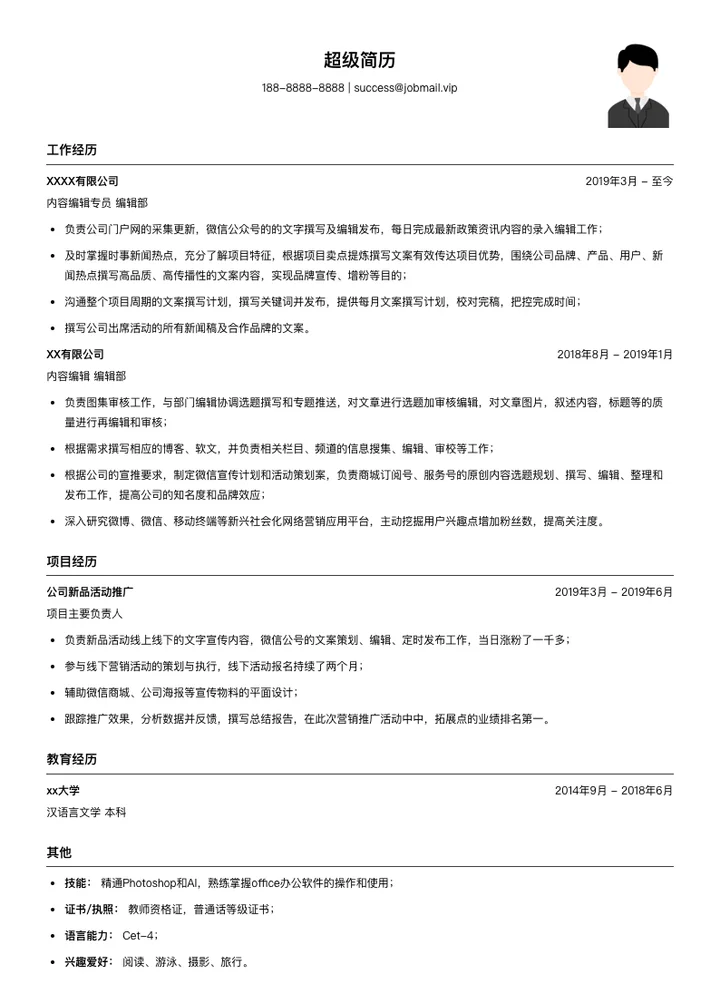 超级简历
188-8888-8888 | success@jobmail.vip
工作经历
XXXX有限公司 2019年3月 – 至今
内容编辑专员 编辑部
• 负责公司门户网的采集更新，微信公众号的的文字撰写及编辑发布，每日完成最新政策资讯内容的录入编辑工作；
• 及时掌握时事新闻热点，充分了解项目特征，根据项目卖点提炼撰写文案有效传达项目优势，围绕公司品牌、产品、用户、新
闻热点撰写高品质、高传播性的文案内容，实现品牌宣传、增粉等目的；
• 沟通整个项目周期的文案撰写计划，撰写关键词并发布，提供每月文案撰写计划，校对完稿，把控完成时间；
• 撰写公司出席活动的所有新闻稿及合作品牌的文案。
XX有限公司 2018年8月 – 2019年1月
内容编辑 编辑部
• 负责图集审核工作，与部门编辑协调选题撰写和专题推送，对文章进行选题加审核编辑，对文章图片，叙述内容，标题等的质
量进行再编辑和审核；
• 根据需求撰写相应的博客、软文，并负责相关栏目、频道的信息搜集、编辑、审校等工作；
• 根据公司的宣推要求，制定微信宣传计划和活动策划案，负责商城订阅号、服务号的原创内容选题规划、撰写、编辑、整理和
发布工作，提高公司的知名度和品牌效应；
• 深入研究微博、微信、移动终端等新兴社会化网络营销应用平台，主动挖掘用户兴趣点增加粉丝数，提高关注度。
项目经历
公司新品活动推广 2019年3月 – 2019年6月
项目主要负责人
• 负责新品活动线上线下的文字宣传内容，微信公号的文案策划、编辑、定时发布工作，当日涨粉了一千多；
• 参与线下营销活动的策划与执行，线下活动报名持续了两个月；
• 辅助微信商城、公司海报等宣传物料的平面设计；
• 跟踪推广效果，分析数据并反馈，撰写总结报告，在此次营销推广活动中中，拓展点的业绩排名第一。
教育经历
xx大学 2014年9月 – 2018年6月
汉语言文学 本科
其他
• 技能： 精通Photoshop和AI，熟练掌握office办公软件的操作和使用；
• 证书/执照： 教师资格证，普通话等级证书；
• 语言能力： Cet-4；
• 兴趣爱好： 阅读、游泳、摄影、旅行。